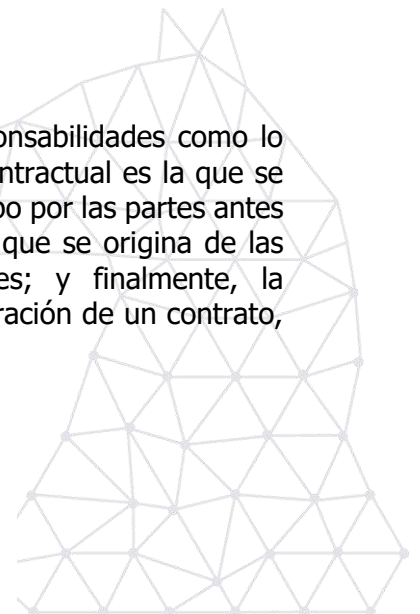 onsabilidades como lo
ntractual es la que se
bo por las partes antes
que se origina de las
es; y finalmente, la
ración de un contrato,